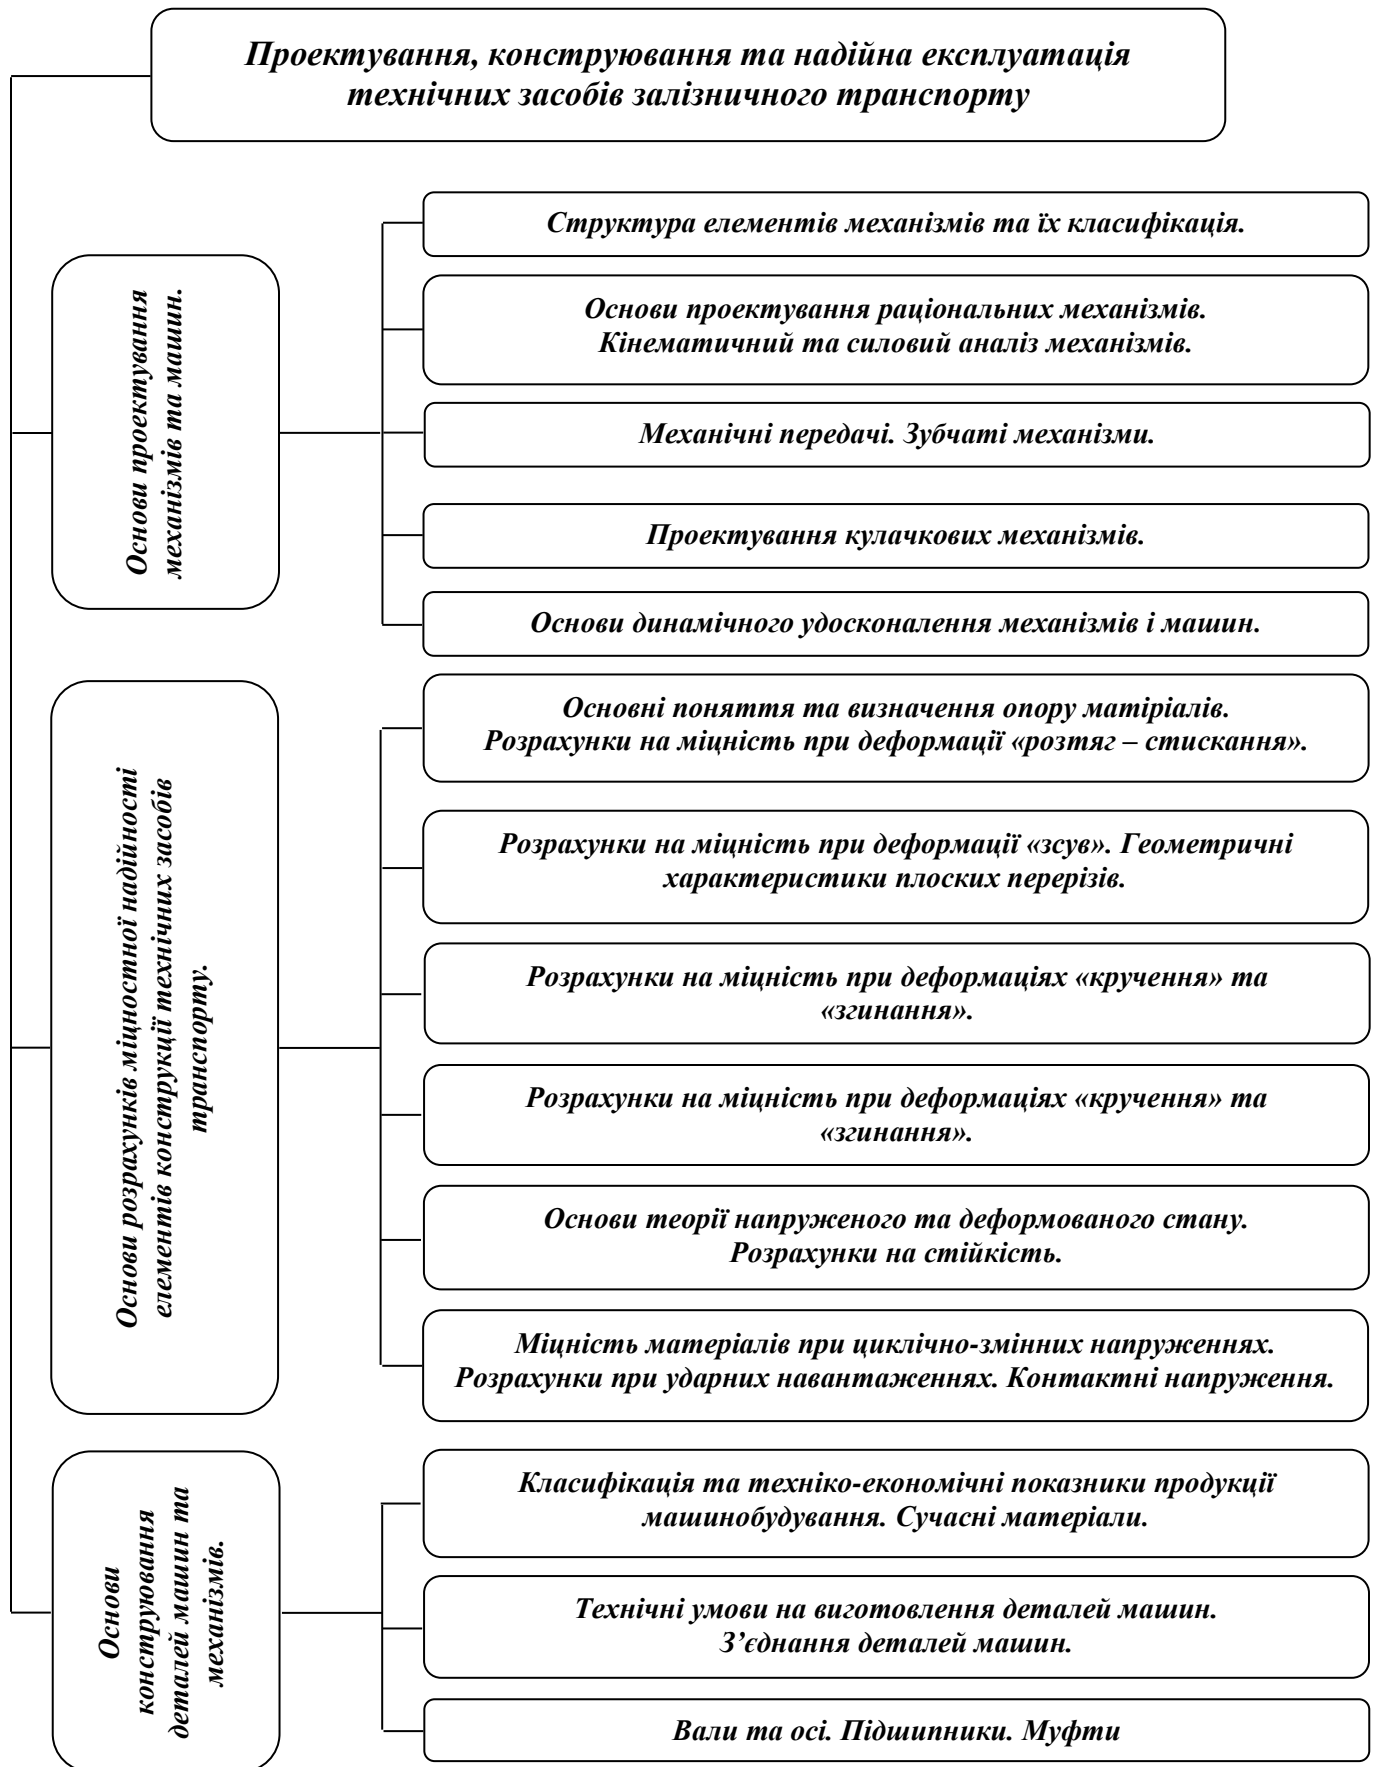 Проектування, конструювання та надійна експлуатація
технічних засобів залізничного транспорту
Основи проектування
механізмів та машин.
Структура елементів механізмів та їх класифікація.
Основи проектування раціональних механізмів.
Кінематичний та силовий аналіз механізмів.
Механічні передачі. Зубчаті механізми.
Проектування кулачкових механізмів.
Основи динамічного удосконалення механізмів і машин.
Основи розрахунків міцностної надійності
елементів конструкції технічних засобів
транспорту.
Основні поняття та визначення опору матіріалів.
Розрахунки на міцність при деформації «розтяг – стискання».
Розрахунки на міцність при деформації «зсув». Геометричні
характеристики плоских перерізів.
Розрахунки на міцність при деформаціях «кручення» та
«згинання».
Розрахунки на міцність при деформаціях «кручення» та
«згинання».
Основи теорії напруженого та деформованого стану.
Розрахунки на стійкість.
Міцність матеріалів при циклічно-змінних напруженнях.
Розрахунки при ударних навантаженнях. Контактні напруження.
Основи
конструювання
деталей машин та
механізмів.
Класифікація та техніко-економічні показники продукції
машинобудування. Сучасні матеріали.
Технічні умови на виготовлення деталей машин.
З’єднання деталей машин.
Вали та осі. Підшипники. Муфти